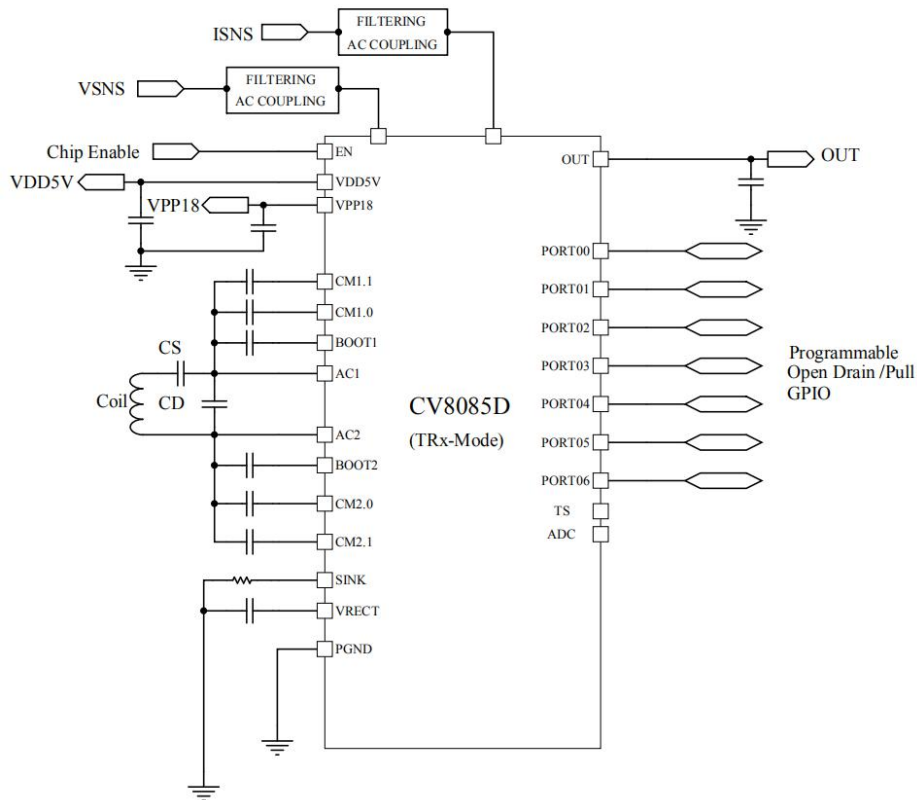 ISNS
FILTERING
AC COUPLING
VSNS
FILTERING
AC COUPLING
Chip Enable
EN
OUT
OUT
VDD5V
VDD5V
VPP18
VPP18
PORT00
CM1.1
PORT01
CM1.0
PORT02
BOOT1
CS
AC1
PORT03
Programmable
Open Drain /Pull
GPIO
Coil
CD
CV8085D
(TRx-Mode)
PORT04
AC2
PORT05
BOOT2
PORT06
CM2.0
TS
ADC
CM2.1
SINK
VRECT
PGND